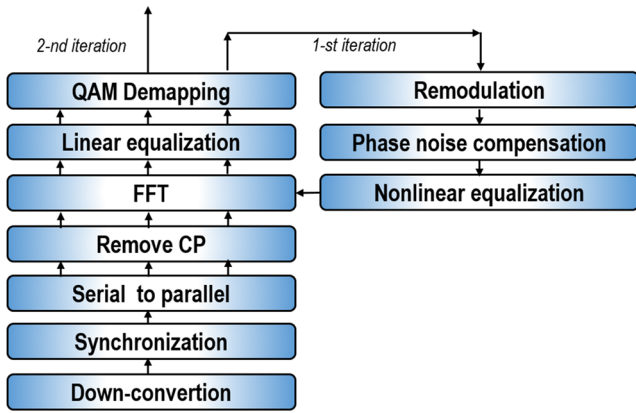 2-nd iteration
1-st iteration
QAM Demapping
Linear equalization
FFT
Remove CP
Serial to parallel
Synchronization
Down-convertion
Remodulation
Phase noise compensation
Nonlinear equalization